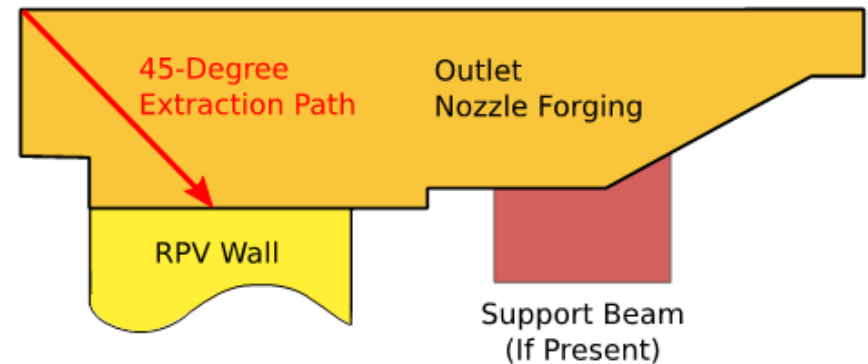 45-Degree
Extraction Path
Outlet
Nozzle Forging
RPV Wall
Support Beam
(If Present)